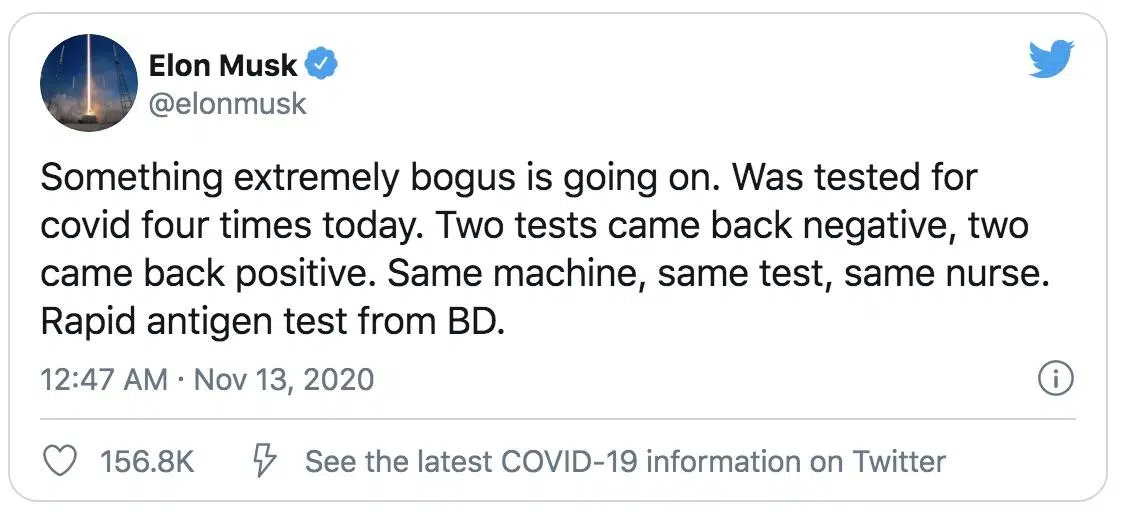 Elon Musk
@elonmusk
Something extremely bogus is going on. Was tested for
covid four times today. Two tests came back negative, two
came back positive. Same machine, same test, same nurse.
Rapid antigen test from BD.
12:47 AM · Nov 13, 2020
156.8K See the latest COVID-19 information on Twitter